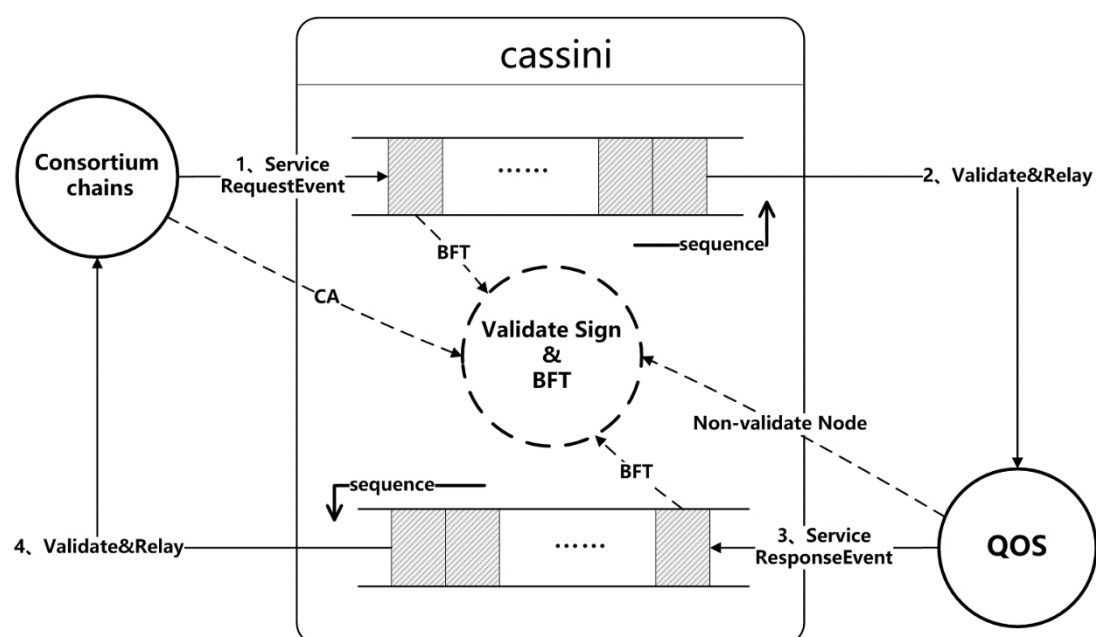 cassini
Consortium
chains
1、Service
RequestEvent
……
2、Validate&Relay
sequence
BFT
CA
Validate Sign
&
BFT
Non-validate Node
BFT
sequence
4、Validate&Relay
……
3、Service
ResponseEvent
QOS